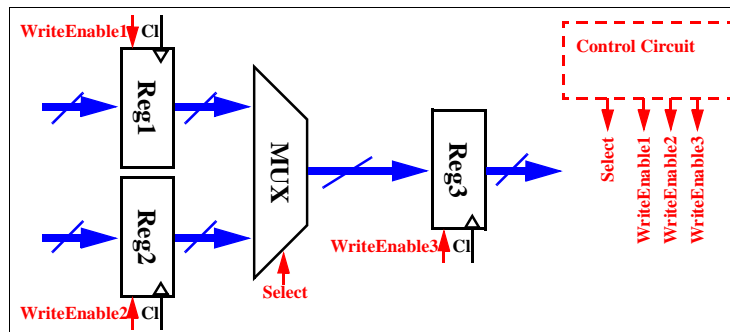 WriteEnable1 Cl
Reg1
MUX
Reg2
WriteEnable2 Cl
Select
Reg3
WriteEnable3 Cl
Control Circuit
Select
WriteEnable1
WriteEnable2
WriteEnable3